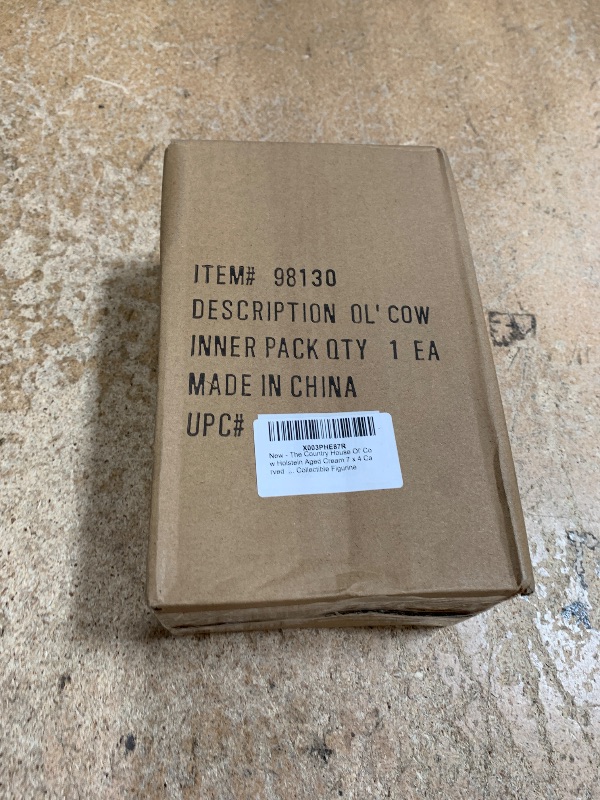 ITEM# 98130
DESCRIPTION OL' COW
INNER PACK QTY 1 EA
MADE IN CHINA
UPC#
X003PHE87R
New - The Country House Ol' Co
w Holstein Aged Cream 7 x 4 Ca
rved ... Collectible Figurine